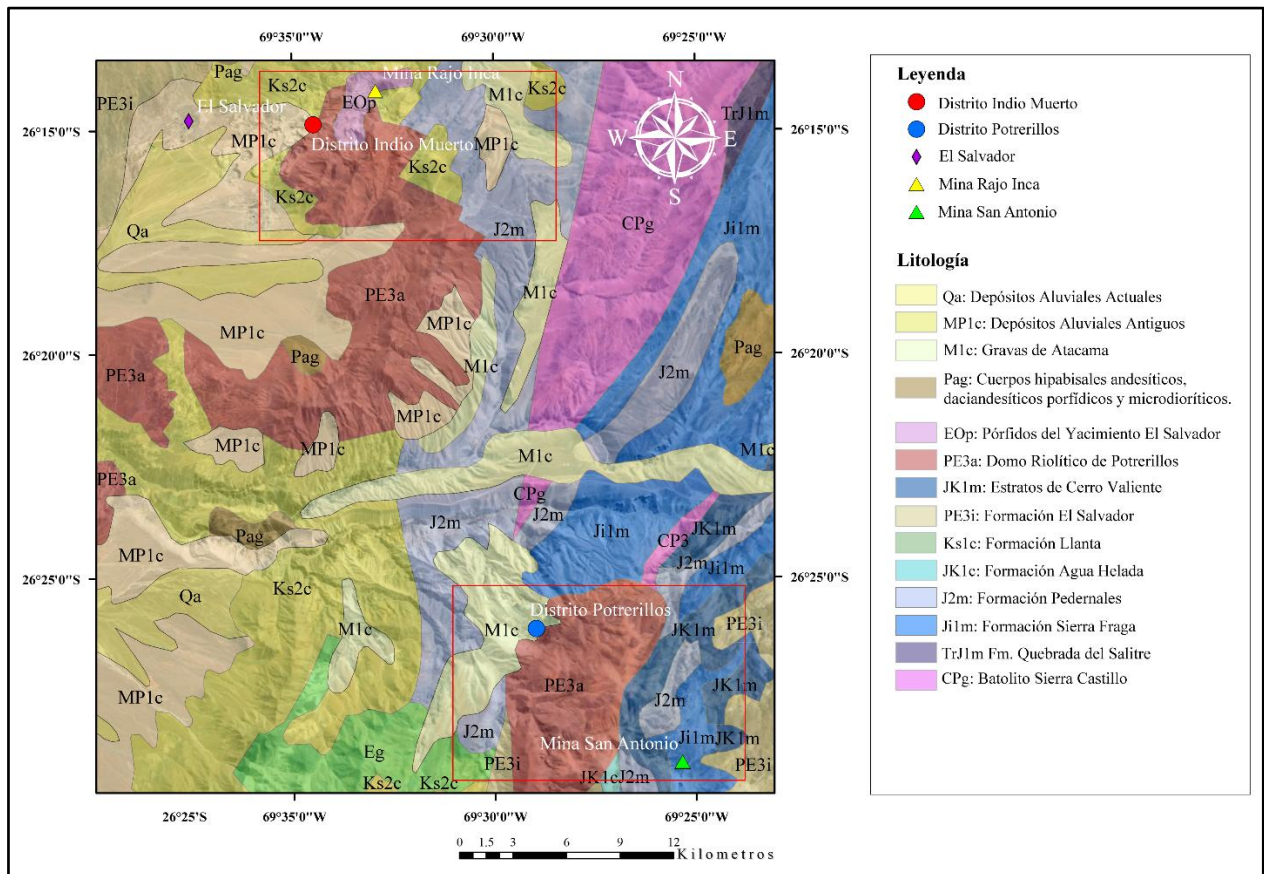 69°35'0"W 69°30'0"W 69°25'0"W
Pag
Ks2c
Mina Rajo Inca
M1c
Ks2c
N
PE3i
El Salvador
EOp
TrJ1m
26°15'0"S
26°15'0"S
MP1c
Distrito Indio Muerto
MP1c
W E
Ks2c
S
Ks2c
Qa
J2m
CPg
Ji1m
M1c
PE3a
MP1c
MP1c
26°20'0"S
26°20'0"S
Pag
M1c
J2m
Pag
PE3a
MP1c
MP1c
MP1c
M1c
M1c
PE3a
CPg
J2m
J2m
Pag
Ji1m
JK1m
CP3
MP1c
J2m
Ji1m
26°25'0"S
26°25'0"S
Qa
Ks2c
Distrito Potrerillos
M1c
M1c
JK1m
PE3i
MP1c
PE3a
JK1m
J2m
J2m
Mina San Antonio
Ji1m
JK1m
Eg
PE3i
PE3i
Ks2c
Ks2c
JK1c
J2m
26°25'S 69°35'0"W 69°30'0"W 69°25'0"W
0 1.5 3 6 9 12
Kilometros
Leyenda
Distrito Indio Muerto
Distrito Potrerillos
El Salvador
Mina Rajo Inca
Mina San Antonio
Litología
Qa: Depósitos Aluviales Actuales
MP1c: Depósitos Aluviales Antiguos
M1c: Gravas de Atacama
Pag: Cuerpos hipabisales andesíticos,
daciandesíticos porfídicos y microdioríticos.
EOp: Pórfidos del Yacimiento El Salvador
PE3a: Domo Riolítico de Potrerillos
JK1m: Estratos de Cerro Valiente
PE3i: Formación El Salvador
Ks1c: Formación Llanta
JK1c: Formación Agua Helada
J2m: Formación Pedernales
Ji1m: Formación Sierra Fraga
TrJ1m Fm. Quebrada del Salitre
CPg: Batolito Sierra Castillo